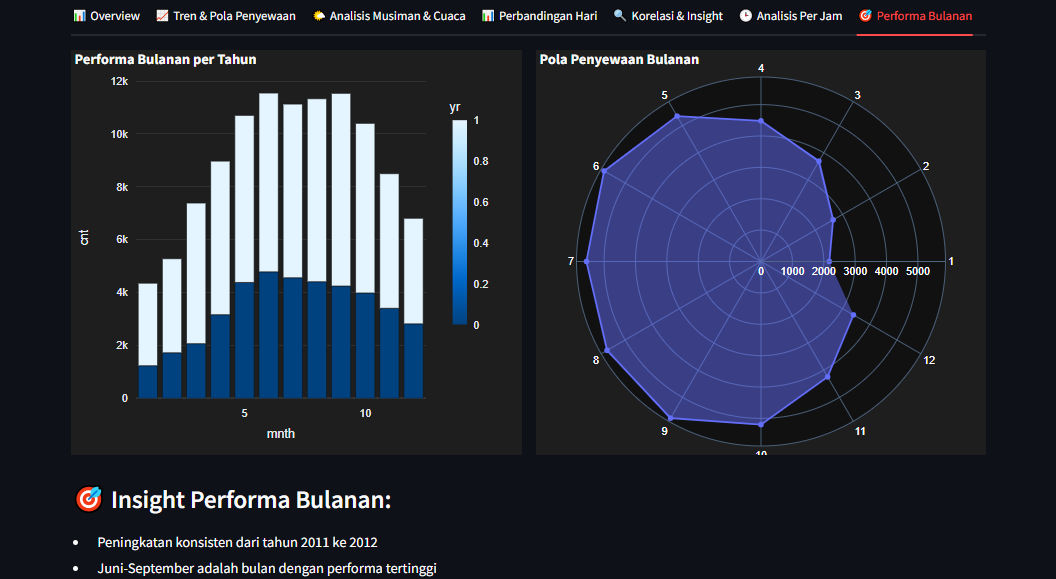 📊 Overview
📈 Tren & Pola Penyewaan
🌤️ Analisis Musiman & Cuaca
📊 Perbandingan Hari
🔍 Korelasi & Insight
🕒 Analisis Per Jam
🎯 Performa Bulanan
Performa Bulanan per Tahun
12k
10k
8k
6k
4k
2k
0
cnt
5
10
mnth
yr
1
0.8
0.6
0.4
0.2
0
Pola Penyewaan Bulanan
4
3
2
1
12
11
10
9
8
7
6
5
0 1000 2000 3000 4000 5000
🎯 Insight Performa Bulanan:
• Peningkatan konsisten dari tahun 2011 ke 2012
• Juni-September adalah bulan dengan performa tertinggi